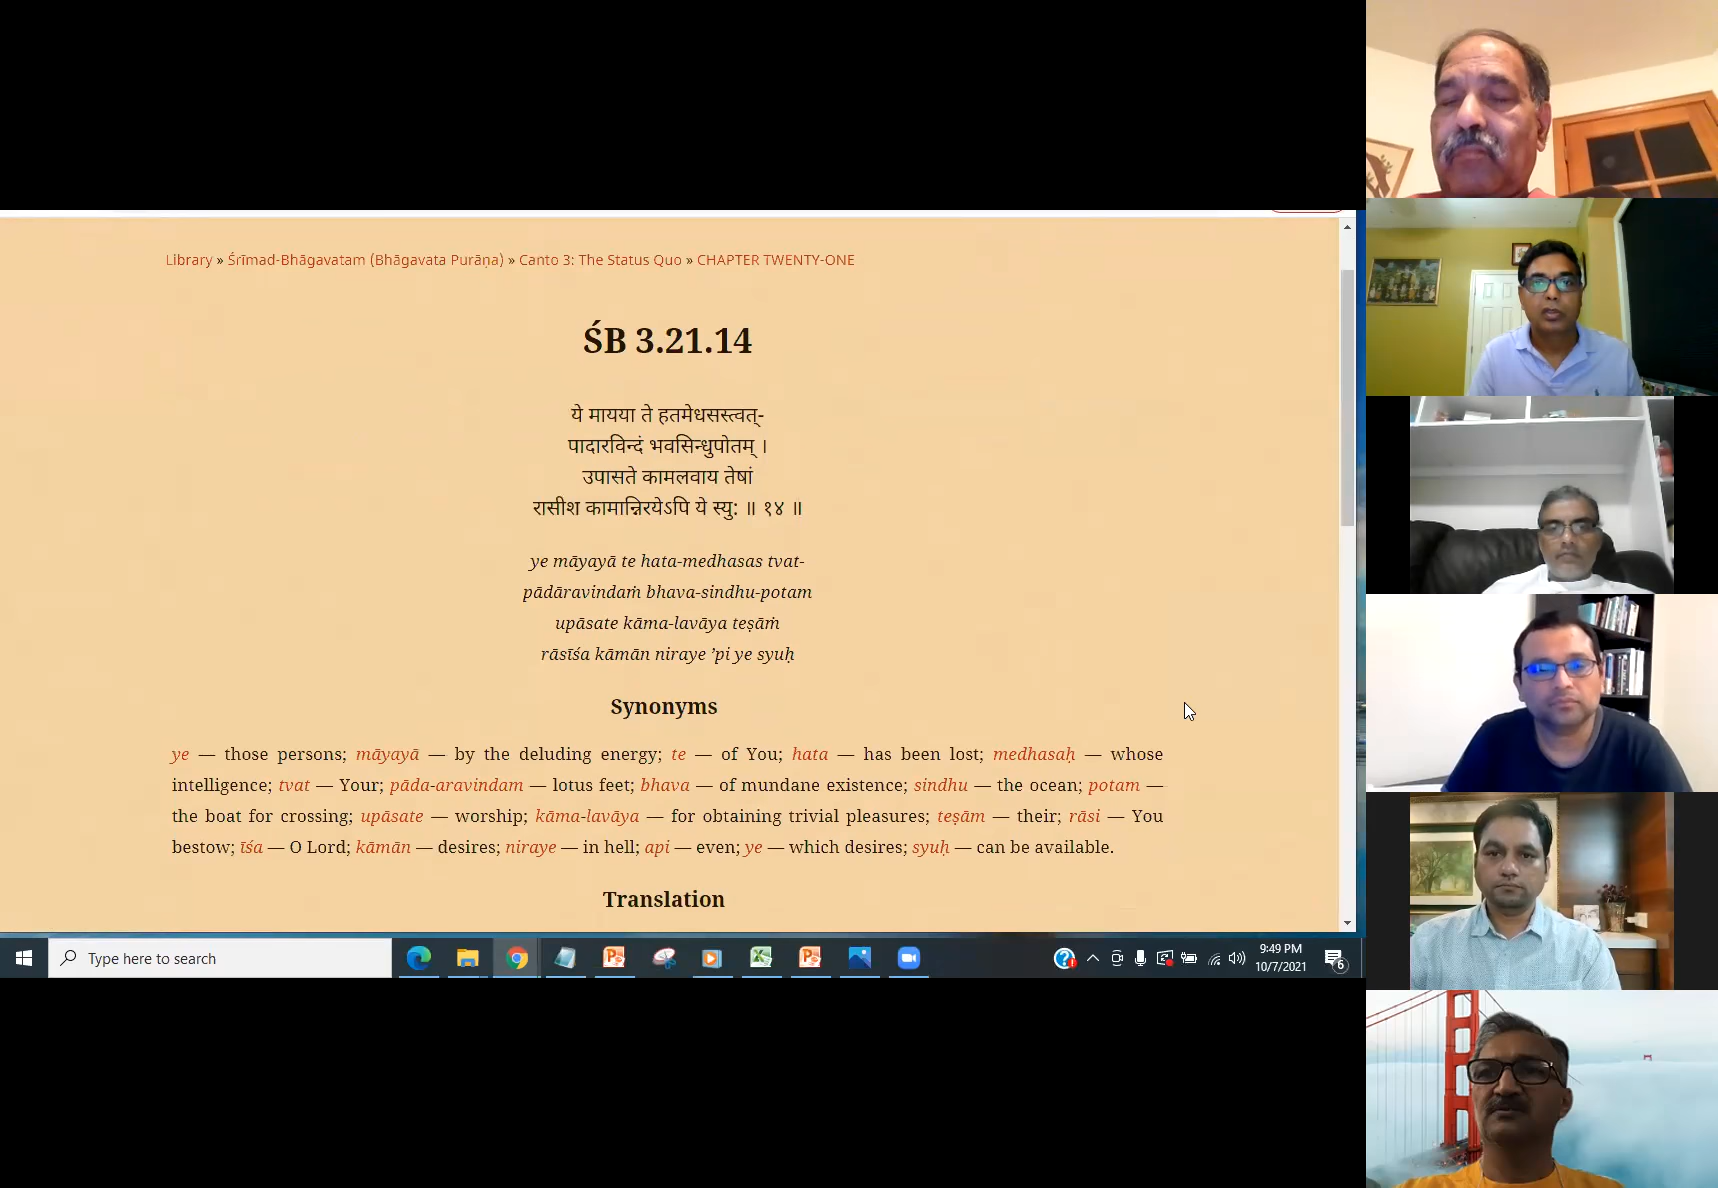 Library » Śrīmad-Bhāgavatam (Bhāgavata Purāṇa) » Canto 3: The Status Quo » CHAPTER TWENTY-ONE
ŚB 3.21.14
ये मायया ते हतमेधसस्त्वत्-
पादारविन्दं भवसिन्धुपोतम् ।
उपासते कामलवाय तेषां
रासीश कामान्निरयेऽपि ये स्यु: ॥ १४ ॥
ye māyayā te hata-medhasas tvat-
pādāravindaṁ bhava-sindhu-potam
upāsate kāma-lavāya teṣāṁ
rāsīśa kāmān niraye ’pi ye syuḥ
Synonyms
ye — those persons; māyayā — by the deluding energy; te — of You; hata — has been lost; medhasaḥ — whose
intelligence; tvat — Your; pāda-aravindam — lotus feet; bhava — of mundane existence; sindhu — the ocean; potam —
the boat for crossing; upāsate — worship; kāma-lavāya — for obtaining trivial pleasures; teṣām — their; rāsi — You
bestow; īśa — O Lord; kāmān — desires; niraye — in hell; api — even; ye — which desires; syuḥ — can be available.
Translation
Type here to search
9:49 PM
10/7/2021
6